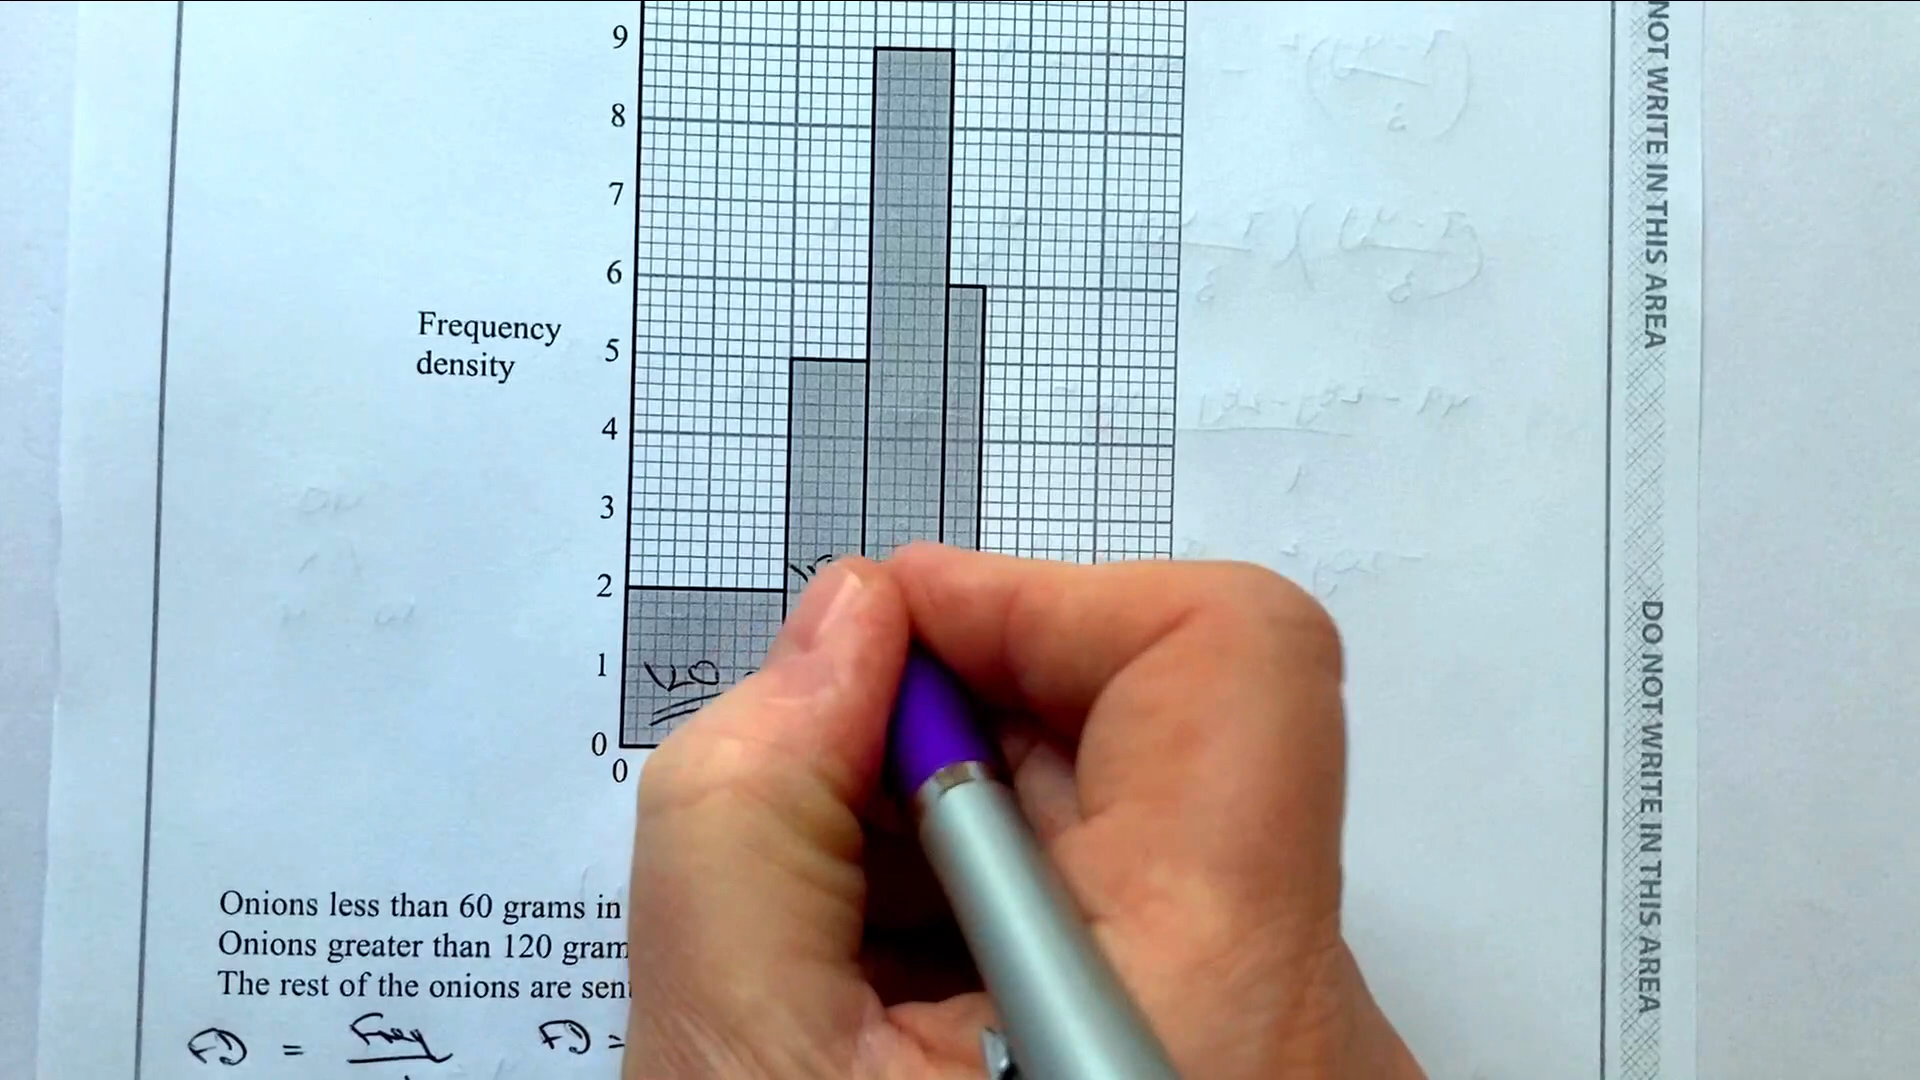 9
8
7
6
Frequency
density
5
4
3
2
1
0
0
Onions less than 60 grams in
Onions greater than 120 gram
The rest of the onions are sen
FD = Freq FD =
NOT WRITE IN THIS AREA
DO NOT WRITE IN THIS AREA